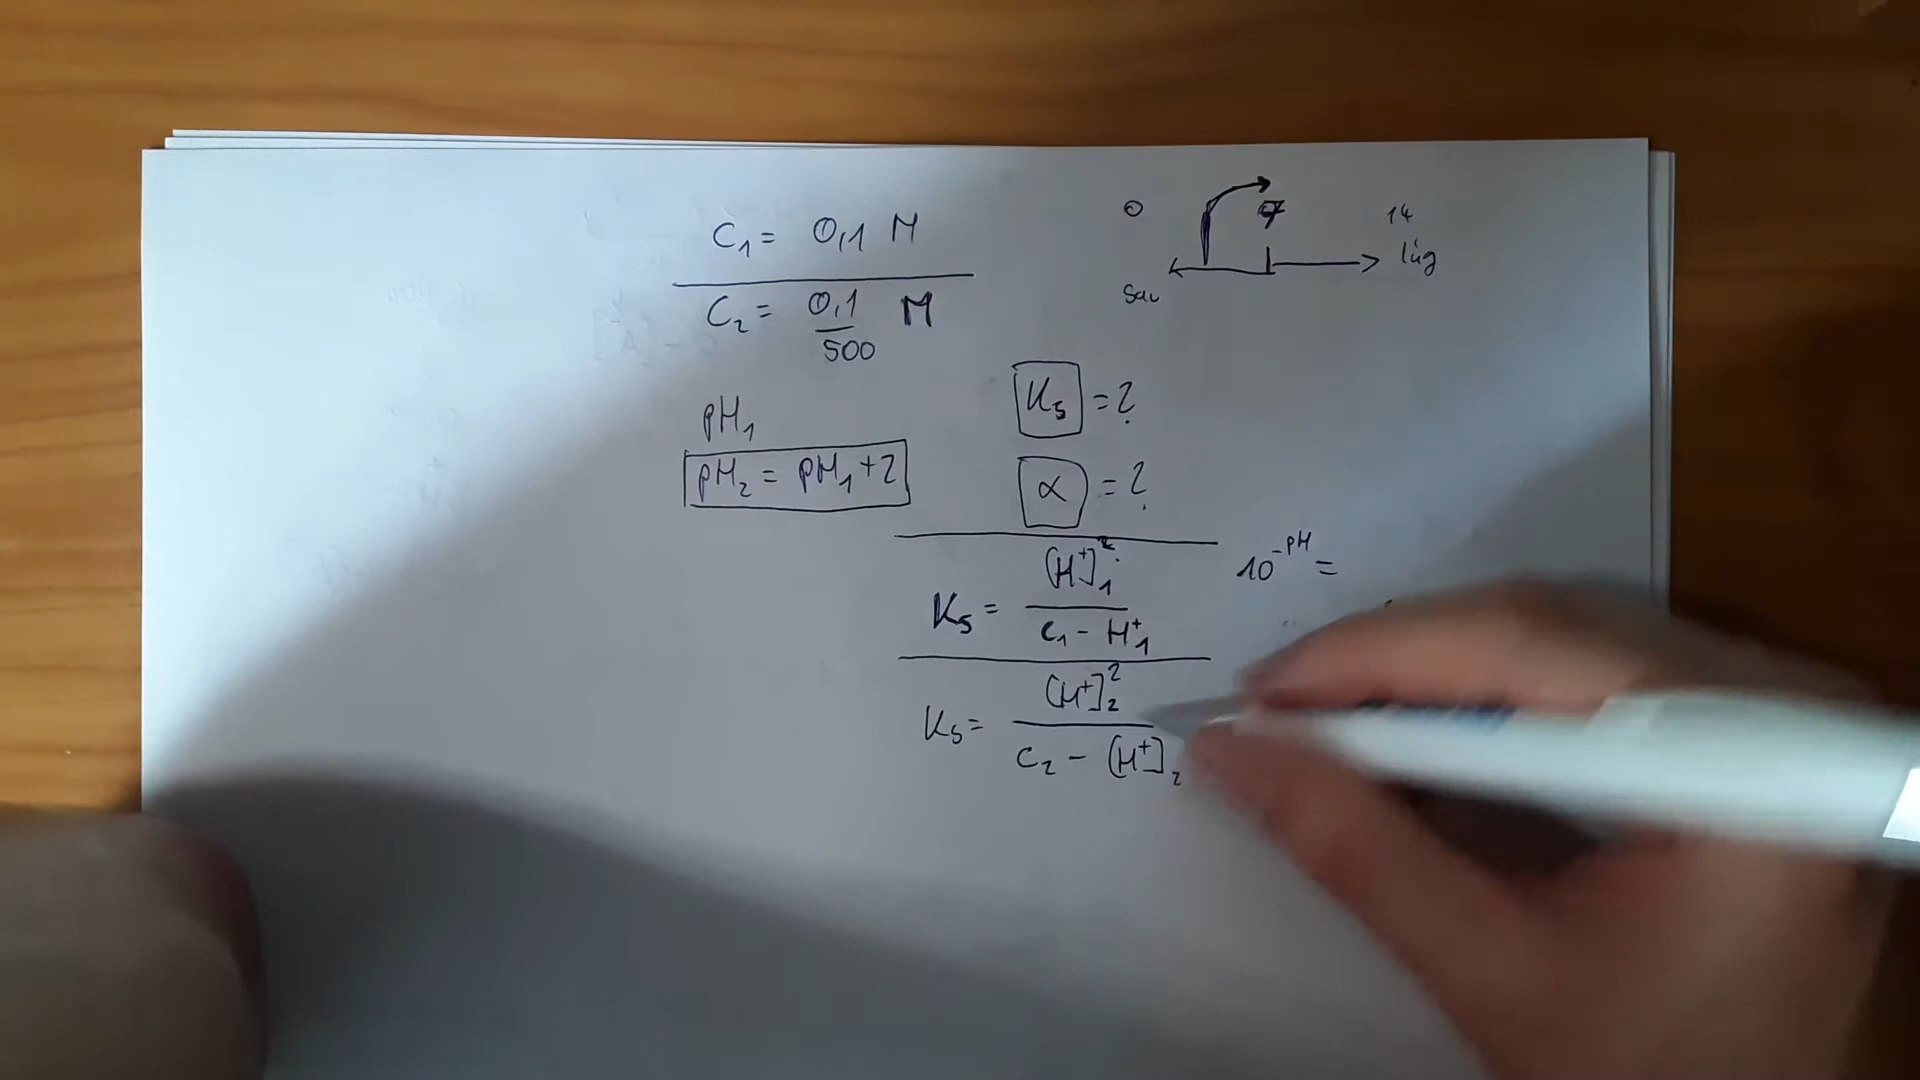 C₁ = 0,1 M
C₂ = 0,1/500 M
0 7 14
sau lúg
pH₁
pH₂ = pH₁ + 2
Ks = ?
α = ?
Ks = [H⁺]₁² / c₁ - H⁺₁
10⁻ᵖᴴ =
Ks = [H⁺]₂² / c₂ - [H⁺]₂